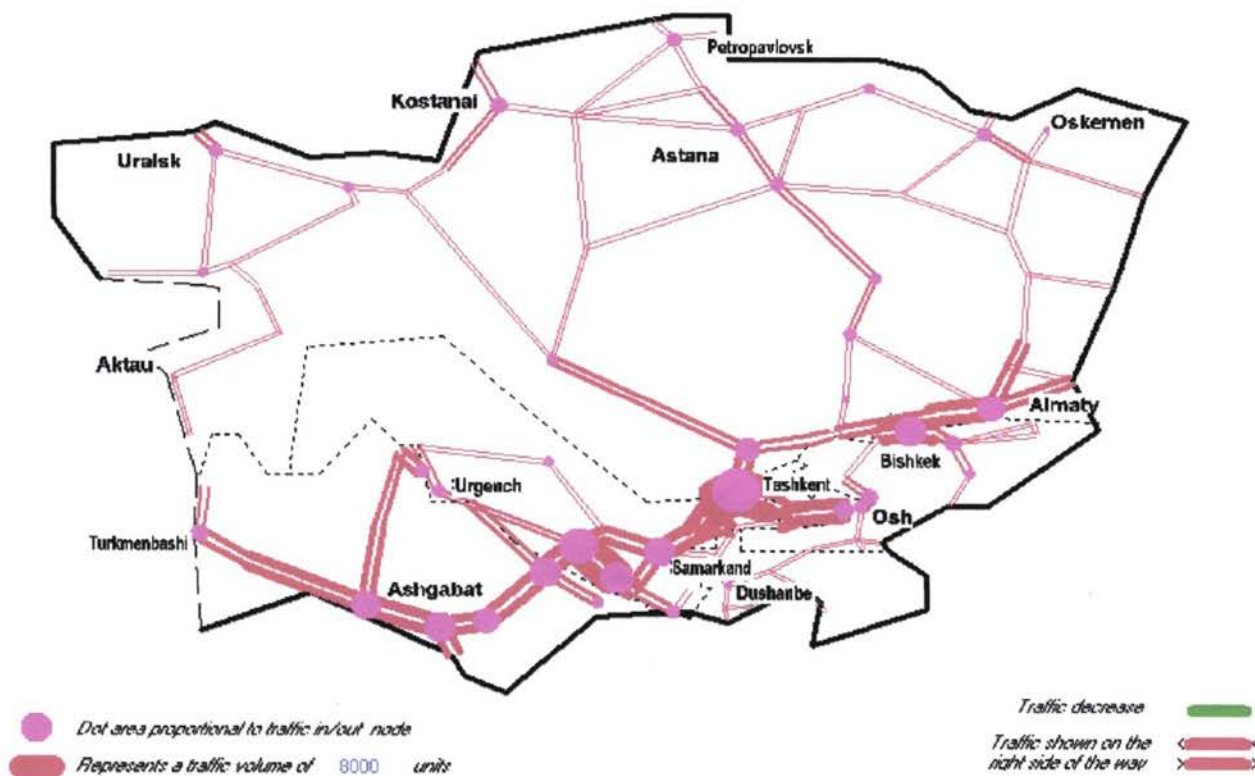 Petropavlovsk
Kostanai
Oskemen
Uralsk
Astana
Aktau
Almaty
Bishkek
Urgench
Tashkent
Osh
Turkmenbashi
Samarkand
Ashgabat
Dushanbe
Traffic decrease
Dot area proportional to traffic in/out node
Traffic shown on the
right side of the way
Represents a traffic volume of 8000 units